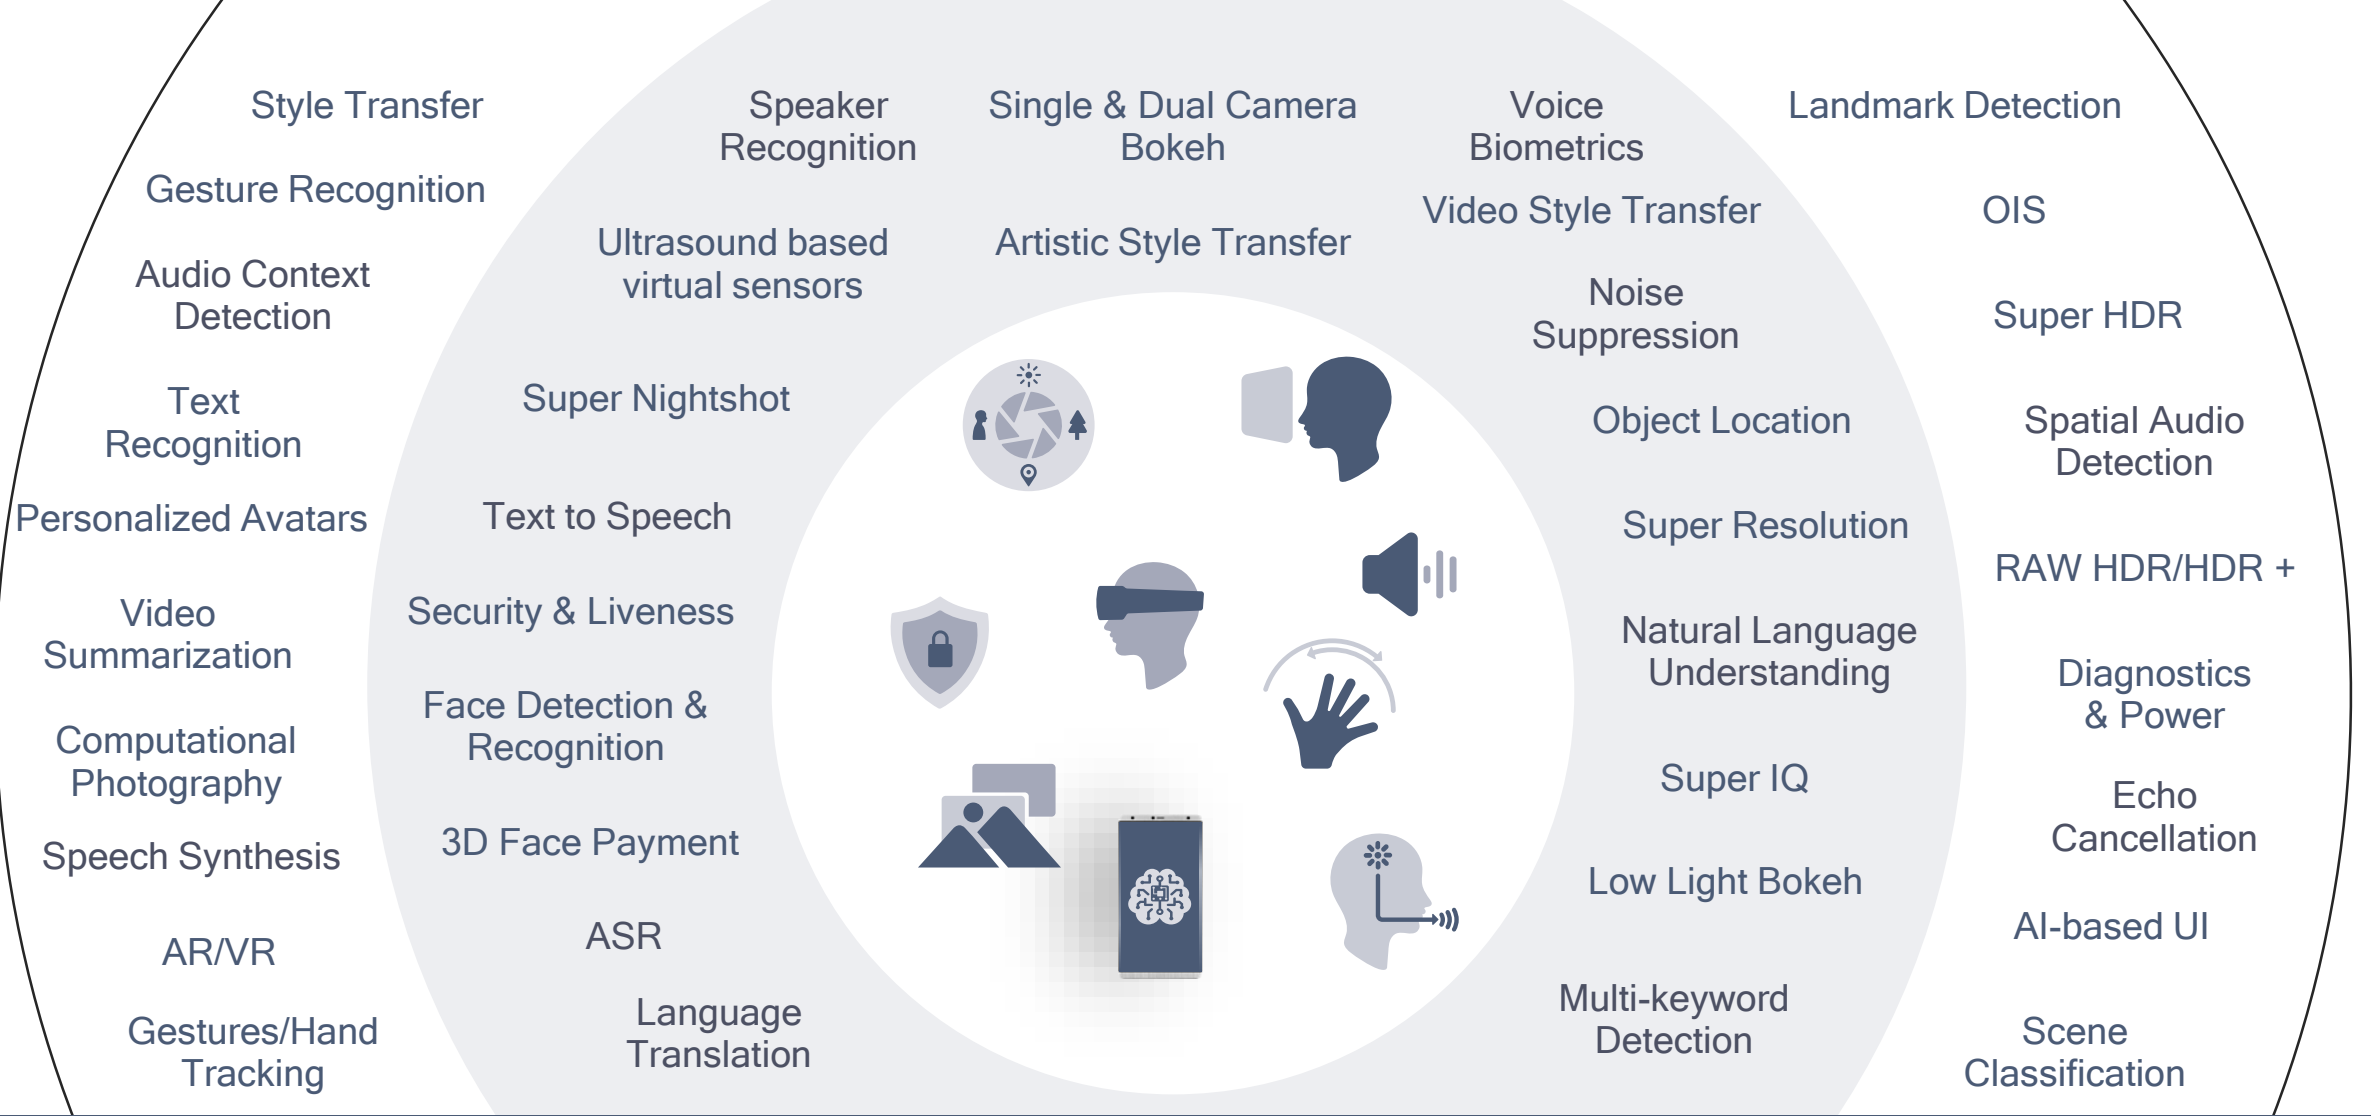 Style Transfer
Gesture Recognition
Audio Context
Detection
Text
Recognition
Personalized Avatars
Video
Summarization
Computational
Photography
Speech Synthesis
AR/VR
Gestures/Hand
Tracking
Speaker
Recognition
Ultrasound based
virtual sensors
Super Nightshot
Text to Speech
Security & Liveness
Face Detection &
Recognition
3D Face Payment
ASR
Language
Translation
Single & Dual Camera
Bokeh
Artistic Style Transfer
Voice
Biometrics
Video Style Transfer
Noise
Suppression
Object Location
Super Resolution
Natural Language
Understanding
Super IQ
Low Light Bokeh
Multi-keyword
Detection
Landmark Detection
OIS
Super HDR
Spatial Audio
Detection
RAW HDR/HDR +
Diagnostics
& Power
Echo
Cancellation
AI-based UI
Scene
Classification